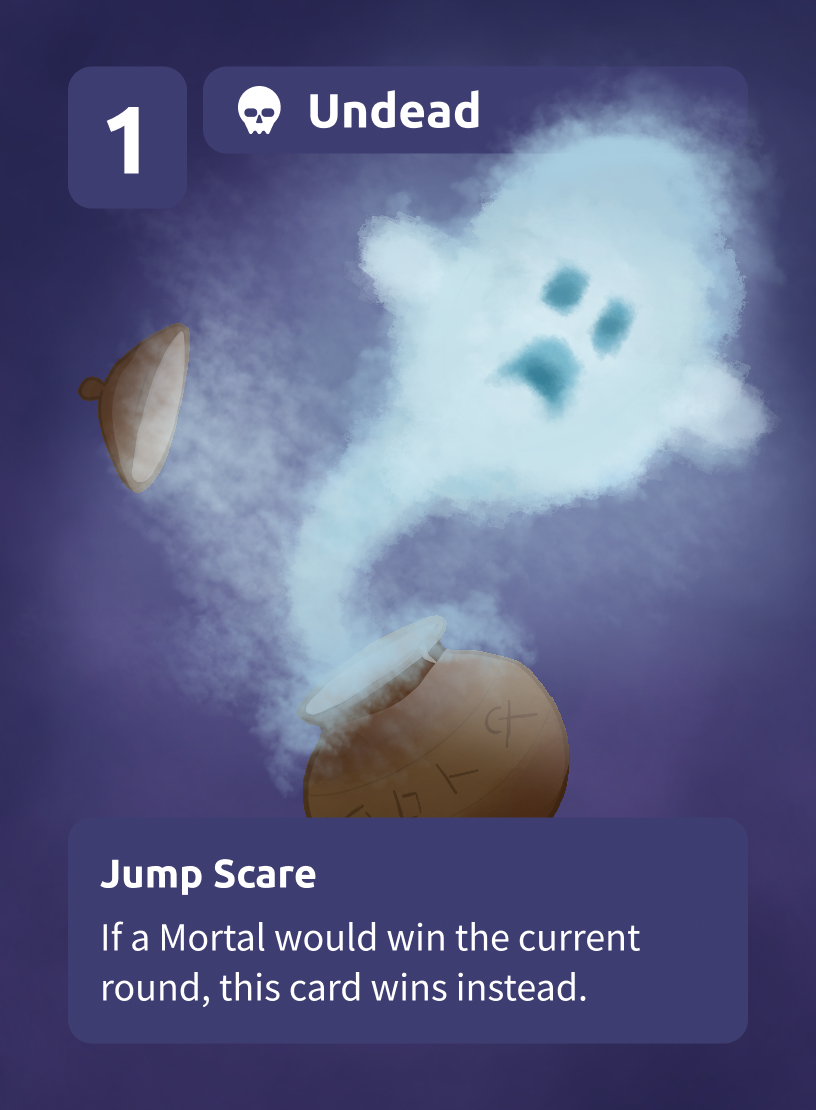 1
Undead
Jump Scare
If a Mortal would win the current
round, this card wins instead.